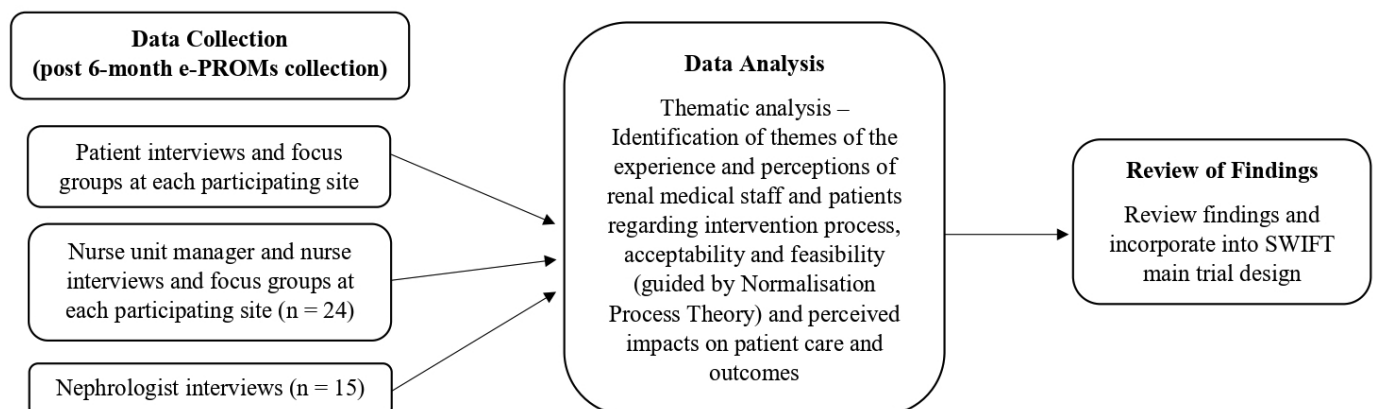 Data Collection
(post 6-month e-PROMs collection)
Patient interviews and focus
groups at each participating site
Nurse unit manager and nurse
interviews and focus groups at
each participating site (n = 24)
Nephrologist interviews (n = 15)
Data Analysis
Thematic analysis –
Identification of themes of the
experience and perceptions of
renal medical staff and patients
regarding intervention process,
acceptability and feasibility
(guided by Normalisation
Process Theory) and perceived
impacts on patient care and
outcomes
Review of Findings
Review findings and
incorporate into SWIFT
main trial design